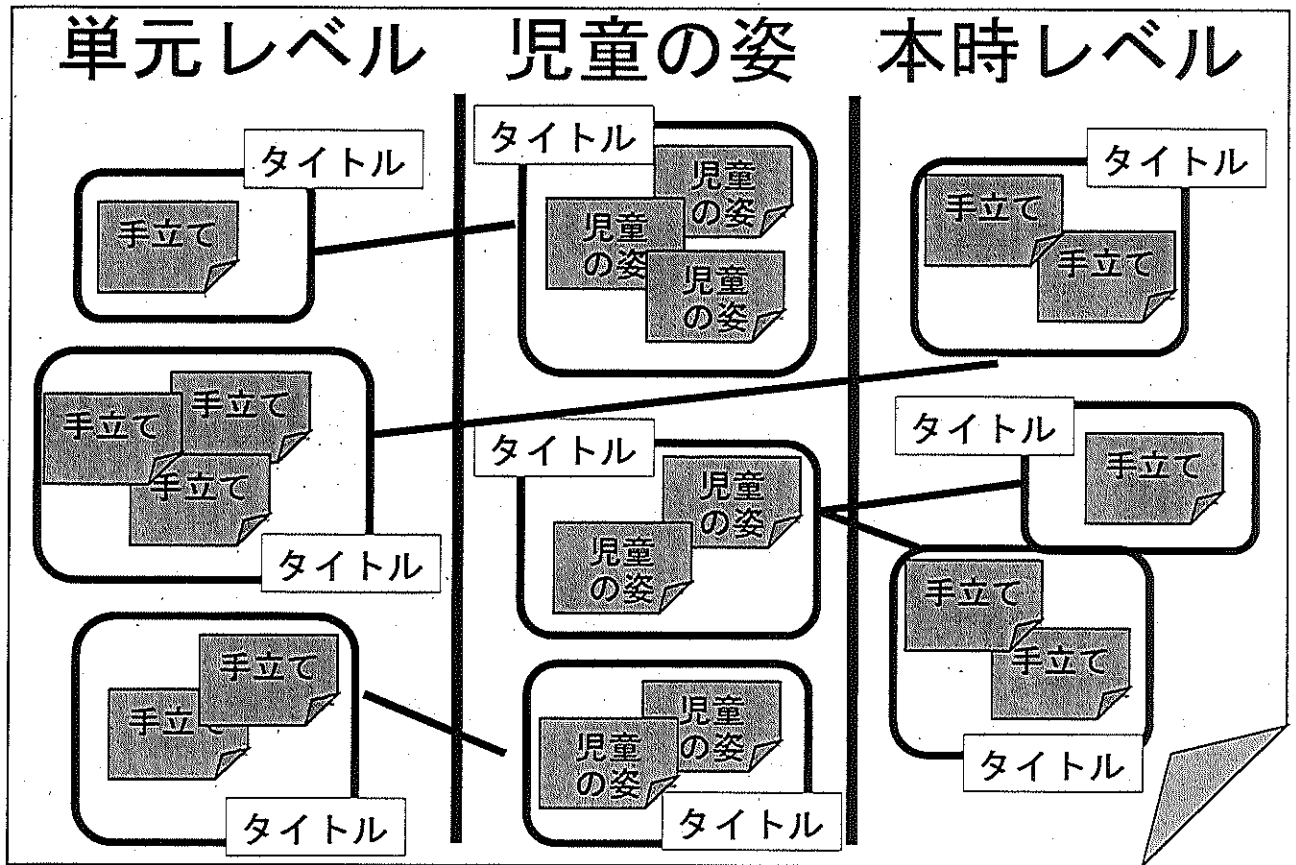 単元レベル
児童の姿
本時レベル
タイトル
手立て
手立て
手立て
手立て
タイトル
手立て
手立て
タイトル
タイトル
児童
の姿
児童
の姿
児童
の姿
タイトル
児童
の姿
児童
の姿
児童
の姿
児童
の姿
タイトル
タイトル
手立て
手立て
タイトル
手立て
手立て
手立て
タイトル